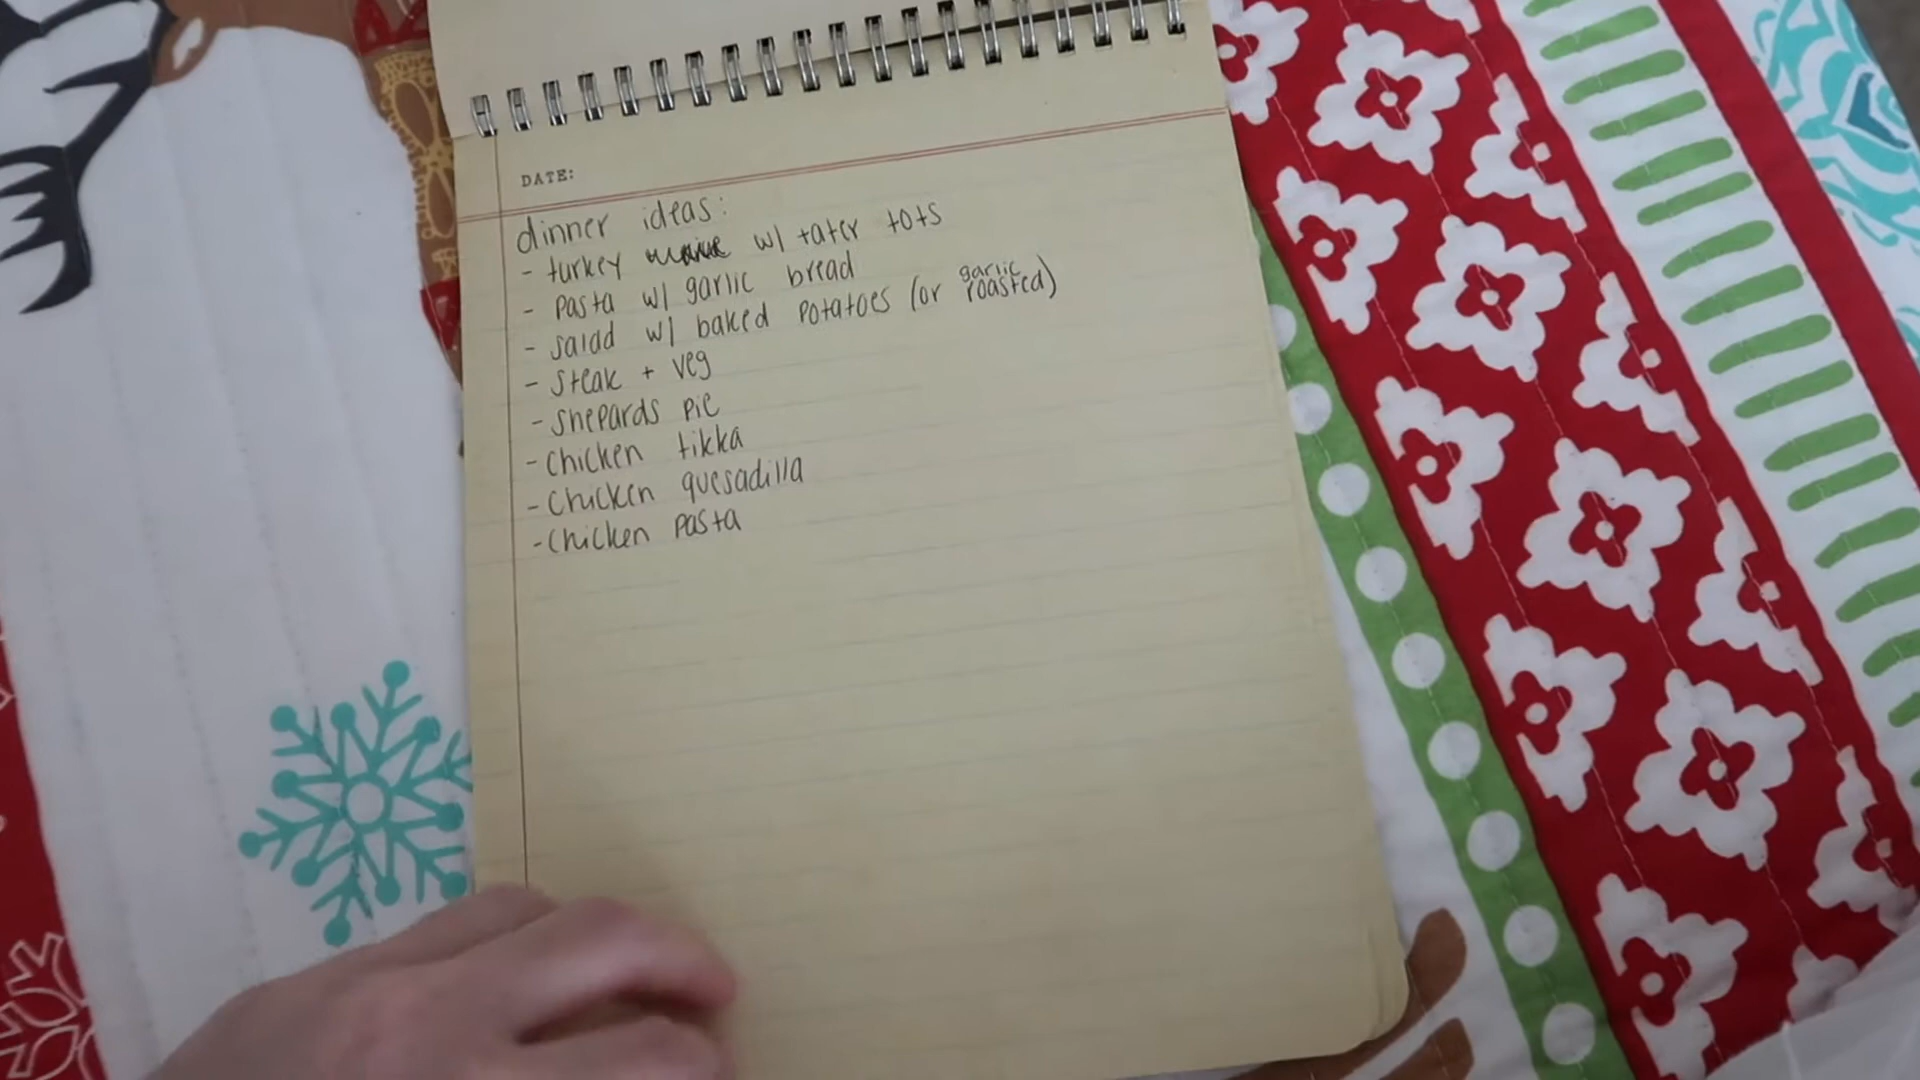 DATE:
dinner ideas:
- turkey w/ tater tots
- pasta w/ garlic bread
- salad w/ baked potatoes (or garlic roasted)
- steak + veg
- shepards pie
- chicken tikka
- chicken quesadilla
- chicken pasta